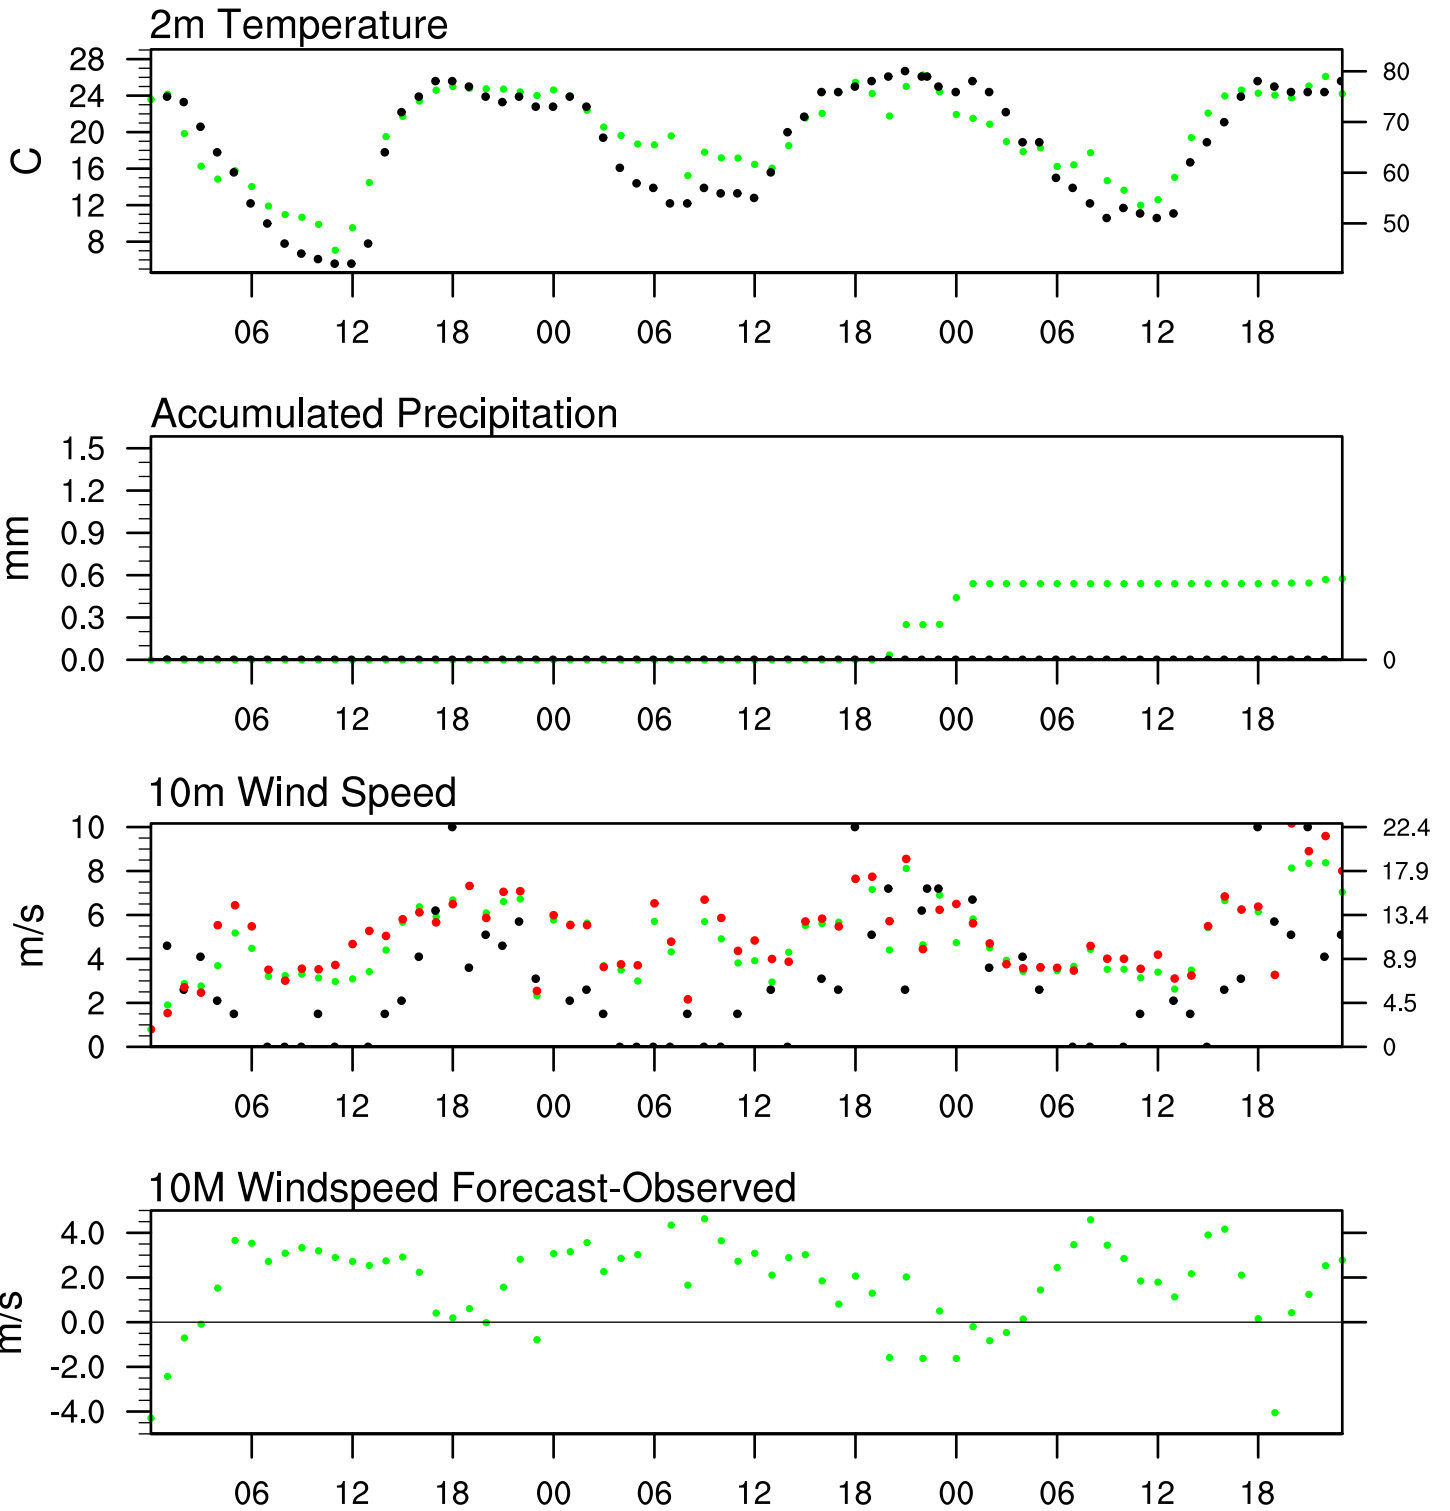 2m Temperature
28
24
20
16
12
8
C
80
70
60
50
06 12 18 00 06 12 18 00 06 12 18
Accumulated Precipitation
1.5
1.2
0.9
0.6
0.3
0.0
mm
0
06 12 18 00 06 12 18 00 06 12 18
10m Wind Speed
10
8
6
4
2
0
m/s
22.4
17.9
13.4
8.9
4.5
0
06 12 18 00 06 12 18 00 06 12 18
10M Windspeed Forecast-Observed
4.0
2.0
0.0
-2.0
-4.0
m/s
06 12 18 00 06 12 18 00 06 12 18